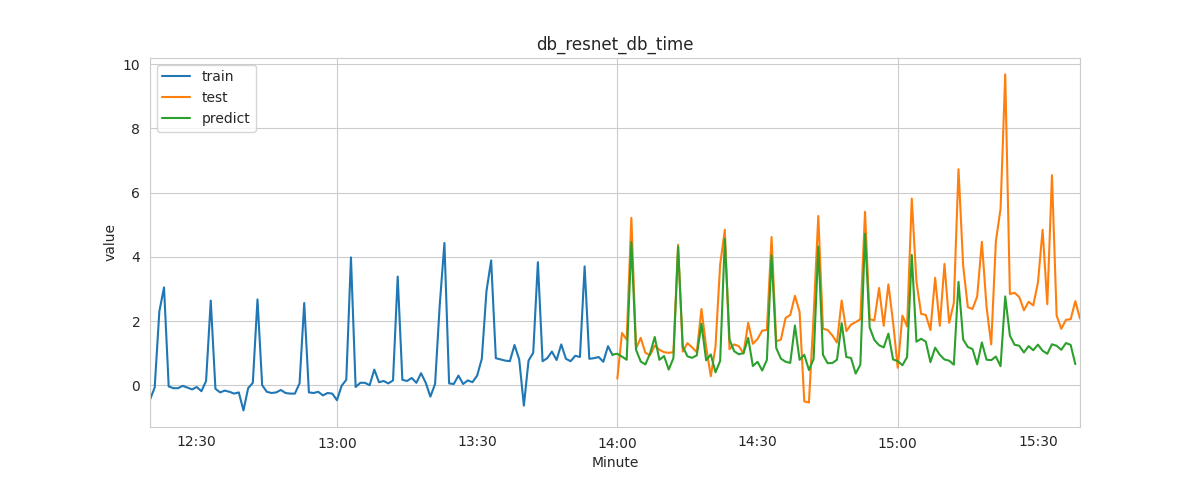 db_resnet_db_time
train
test
predict
value
10
8
6
4
2
0
12:30
13:00
13:30
14:00
14:30
15:00
15:30
Minute